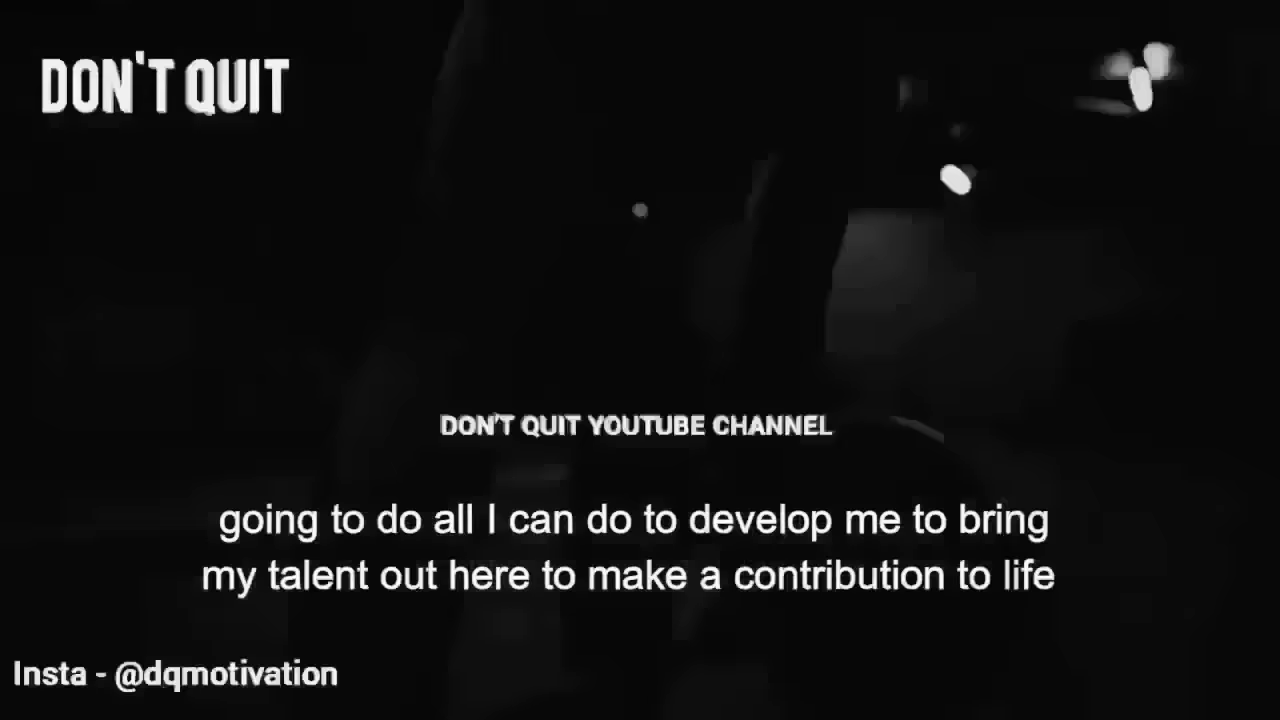 DON'T QUIT
DON'T QUIT YOUTUBE CHANNEL
going to do all I can do to develop me to bring
my talent out here to make a contribution to life
Insta - @dqmotivation